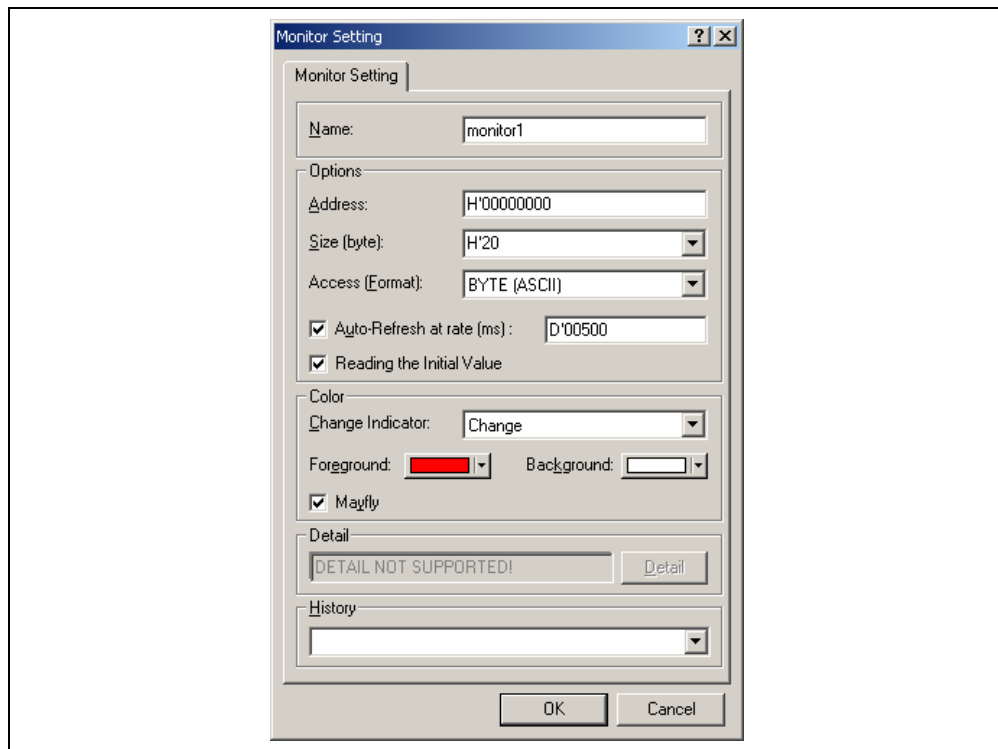 Monitor Setting
Monitor Setting
Name: monitor1
Options
Address: H'00000000
Size (byte): H'20
Access (Format): BYTE (ASCII)
Auto-Refresh at rate (ms) : D'00500
Reading the Initial Value
Color
Change Indicator: Change
Foreground: Background:
Mayfly
Detail
DETAIL NOT SUPPORTED! Detail
History
OK Cancel